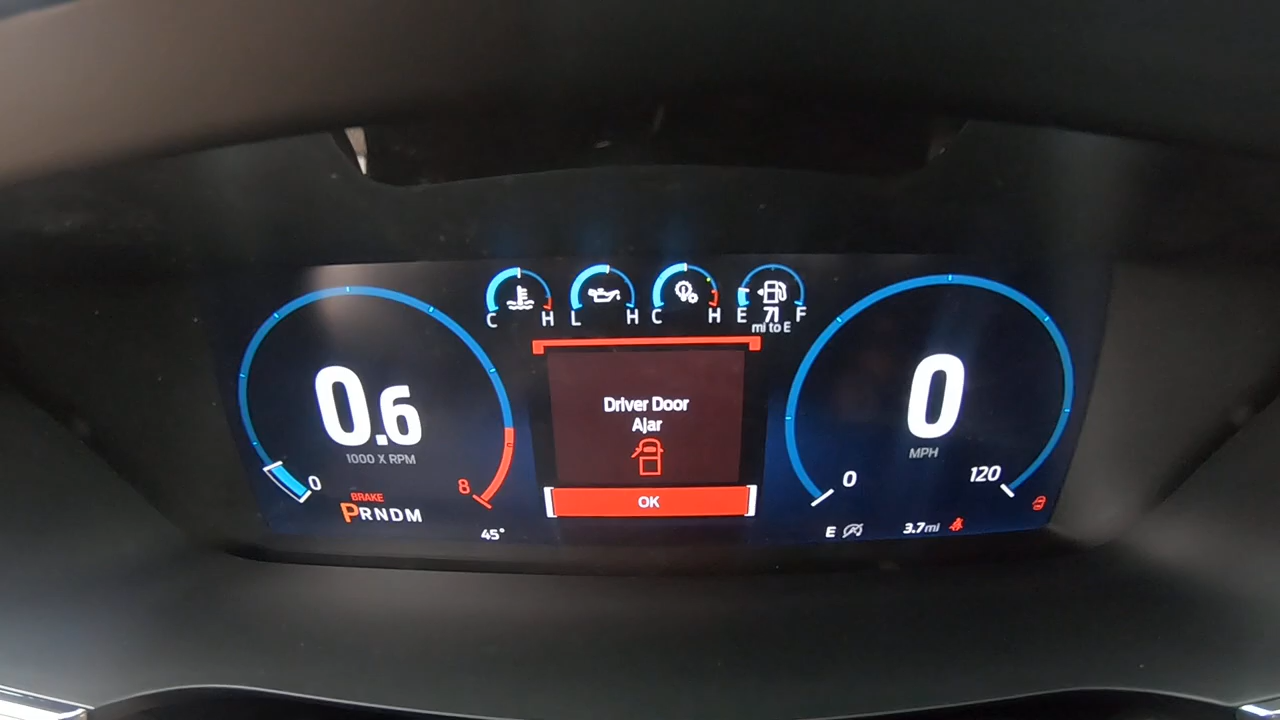 C H L H C H E 71 F
mi to E
Driver Door
Ajar
OK
0.6
1000 X RPM
0 8
BRAKE
PRNDM
45°
0
MPH
0 120
E
3.7mi